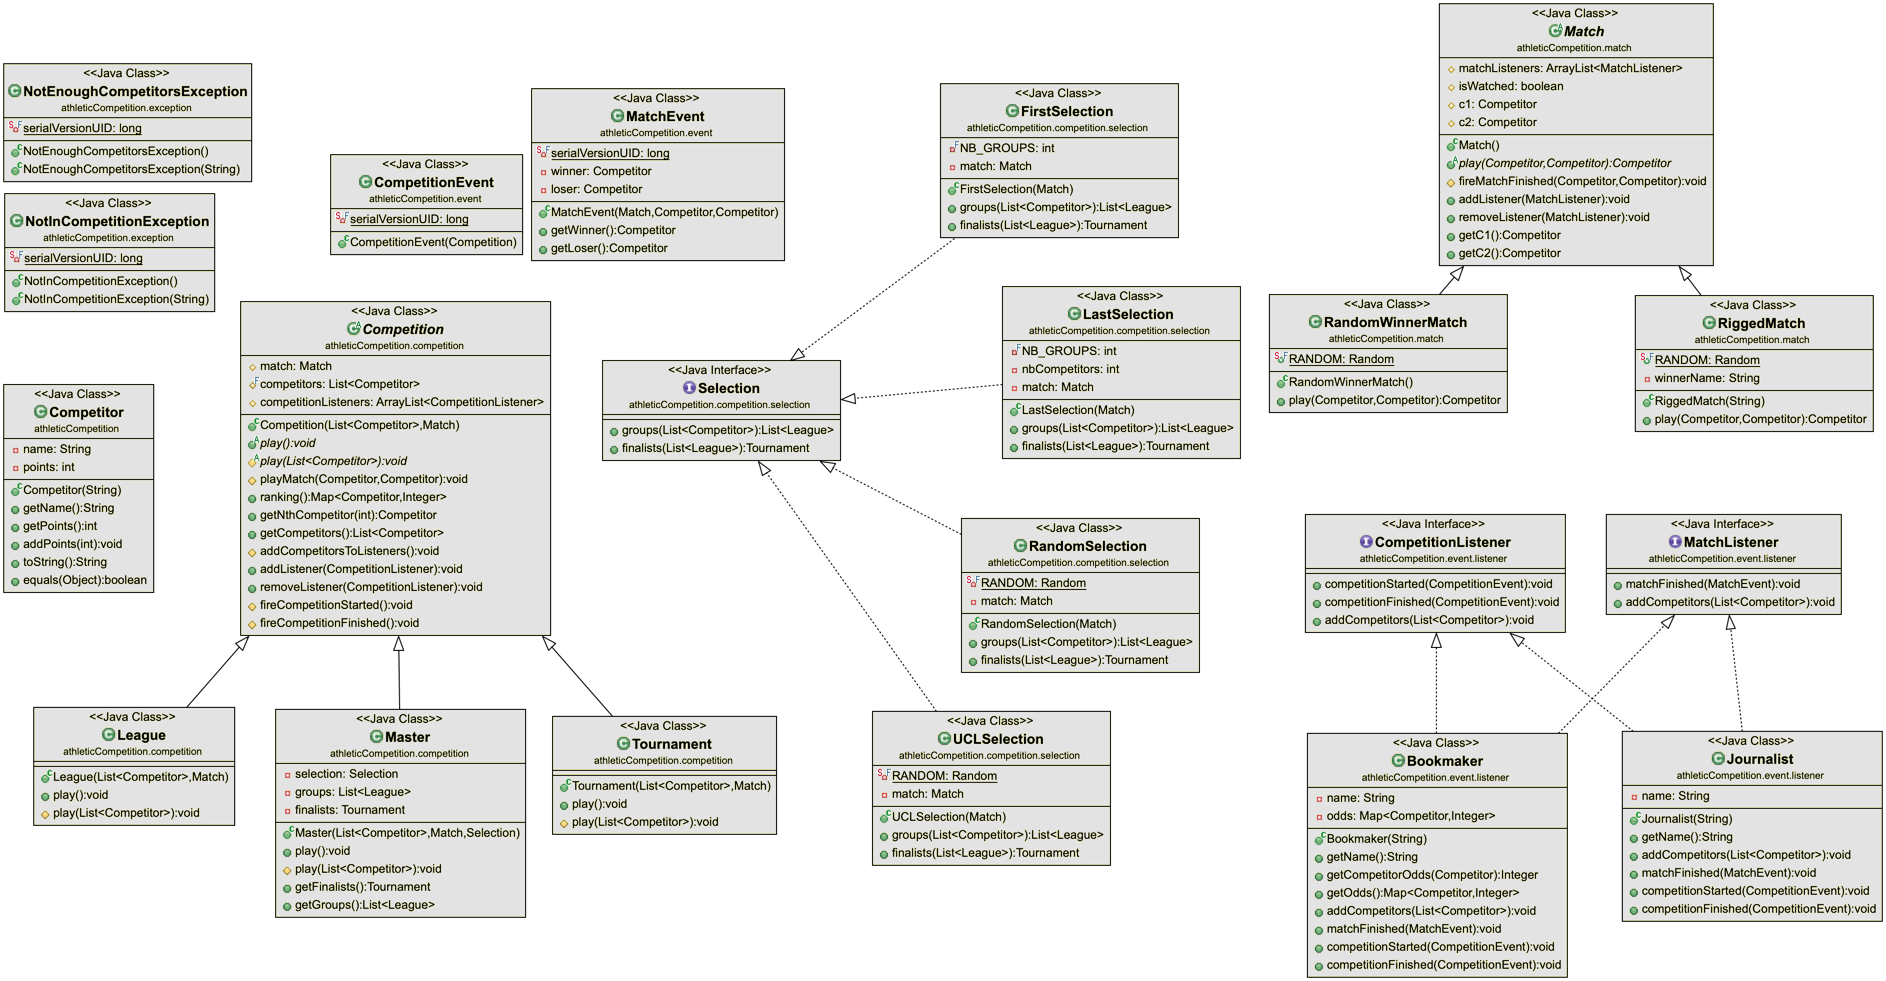 <<Java Class>>
NotEnoughCompetitorsException
athleticCompetition.exception
serialVersionUID: long
NotEnoughCompetitorsException()
NotEnoughCompetitorsException(String)
<<Java Class>>
NotInCompetitionException
athleticCompetition.exception
serialVersionUID: long
NotInCompetitionException()
NotInCompetitionException(String)
<<Java Class>>
Competitor
athleticCompetition
name: String
points: int
Competitor(String)
getName():String
getPoints():int
addPoints(int):void
toString():String
equals(Object):boolean
<<Java Class>>
CompetitionEvent
athleticCompetition.event
serialVersionUID: long
CompetitionEvent(Competition)
<<Java Class>>
MatchEvent
athleticCompetition.event
serialVersionUID: long
winner: Competitor
loser: Competitor
MatchEvent(Match,Competitor,Competitor)
getWinner():Competitor
getLoser():Competitor
<<Java Class>>
Competition
athleticCompetition.competition
match: Match
competitors: List<Competitor>
competitionListeners: ArrayList<CompetitionListener>
Competition(List<Competitor>,Match)
play():void
play(List<Competitor>):void
playMatch(Competitor,Competitor):void
ranking():Map<Competitor,Integer>
getNthCompetitor(int):Competitor
getCompetitors():List<Competitor>
addCompetitorsToListeners():void
addListener(CompetitionListener):void
removeListener(CompetitionListener):void
fireCompetitionStarted():void
fireCompetitionFinished():void
<<Java Class>>
League
athleticCompetition.competition
League(List<Competitor>,Match)
play():void
play(List<Competitor>):void
<<Java Class>>
Master
athleticCompetition.competition
selection: Selection
groups: List<League>
finalists: Tournament
Master(List<Competitor>,Match,Selection)
play():void
play(List<Competitor>):void
getFinalists():Tournament
getGroups():List<League>
<<Java Class>>
Tournament
athleticCompetition.competition
Tournament(List<Competitor>,Match)
play():void
play(List<Competitor>):void
<<Java Class>>
FirstSelection
athleticCompetition.competition.selection
NB_GROUPS: int
match: Match
FirstSelection(Match)
groups(List<Competitor>):List<League>
finalists(List<League>):Tournament
<<Java Class>>
LastSelection
athleticCompetition.competition.selection
NB_GROUPS: int
nbCompetitors: int
match: Match
LastSelection(Match)
groups(List<Competitor>):List<League>
finalists(List<League>):Tournament
<<Java Interface>>
Selection
athleticCompetition.competition.selection
groups(List<Competitor>):List<League>
finalists(List<League>):Tournament
<<Java Class>>
RandomSelection
athleticCompetition.competition.selection
RANDOM: Random
match: Match
RandomSelection(Match)
groups(List<Competitor>):List<League>
finalists(List<League>):Tournament
<<Java Class>>
UCLSelection
athleticCompetition.competition.selection
RANDOM: Random
match: Match
UCLSelection(Match)
groups(List<Competitor>):List<League>
finalists(List<League>):Tournament
<<Java Class>>
Match
athleticCompetition.match
matchListeners: ArrayList<MatchListener>
isWatched: boolean
c1: Competitor
c2: Competitor
Match()
play(Competitor,Competitor):Competitor
fireMatchFinished(Competitor,Competitor):void
addListener(MatchListener):void
removeListener(MatchListener):void
getC1():Competitor
getC2():Competitor
<<Java Class>>
RandomWinnerMatch
athleticCompetition.match
RANDOM: Random
RandomWinnerMatch()
play(Competitor,Competitor):Competitor
<<Java Class>>
RiggedMatch
athleticCompetition.match
RANDOM: Random
winnerName: String
RiggedMatch(String)
play(Competitor,Competitor):Competitor
<<Java Interface>>
CompetitionListener
athleticCompetition.event.listener
competitionStarted(CompetitionEvent):void
competitionFinished(CompetitionEvent):void
addCompetitors(List<Competitor>):void
<<Java Interface>>
MatchListener
athleticCompetition.event.listener
matchFinished(MatchEvent):void
addCompetitors(List<Competitor>):void
<<Java Class>>
Bookmaker
athleticCompetition.event.listener
name: String
odds: Map<Competitor,Integer>
Bookmaker(String)
getName():String
getCompetitorOdds(Competitor):Integer
getOdds():Map<Competitor,Integer>
addCompetitors(List<Competitor>):void
matchFinished(MatchEvent):void
competitionStarted(CompetitionEvent):void
competitionFinished(CompetitionEvent):void
<<Java Class>>
Journalist
athleticCompetition.event.listener
name: String
Journalist(String)
getName():String
addCompetitors(List<Competitor>):void
matchFinished(MatchEvent):void
competitionStarted(CompetitionEvent):void
competitionFinished(CompetitionEvent):void